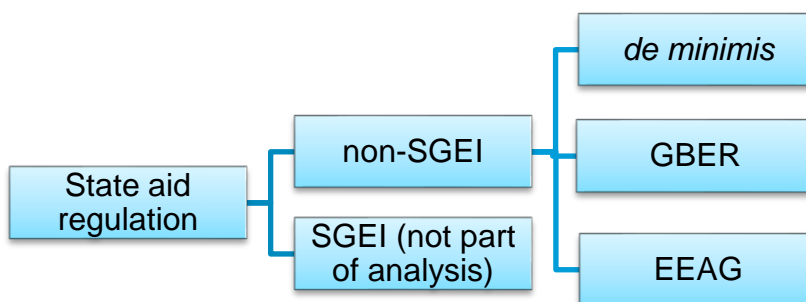 State aid
regulation
non-SGEI
SGEI (not part
of analysis)
de minimis
GBER
EEAG